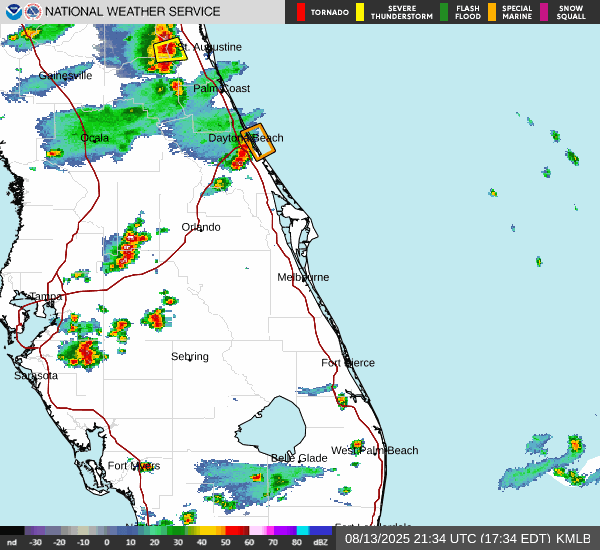 NATIONAL WEATHER SERVICE
TORNADO
SEVERE THUNDERSTORM
FLASH FLOOD
SPECIAL MARINE
SNOW SQUALL
St. Augustine
Gainesville
Palm Coast
Ocala
Daytona Beach
Orlando
Melbourne
Tampa
Sebring
Fort Pierce
Sarasota
West Palm Beach
Belle Glade
Fort Myers
nd -30 -20 -10 0 10 20 30 40 50 60 70 80 dBZ
08/13/2025 21:34 UTC (17:34 EDT) KMLB